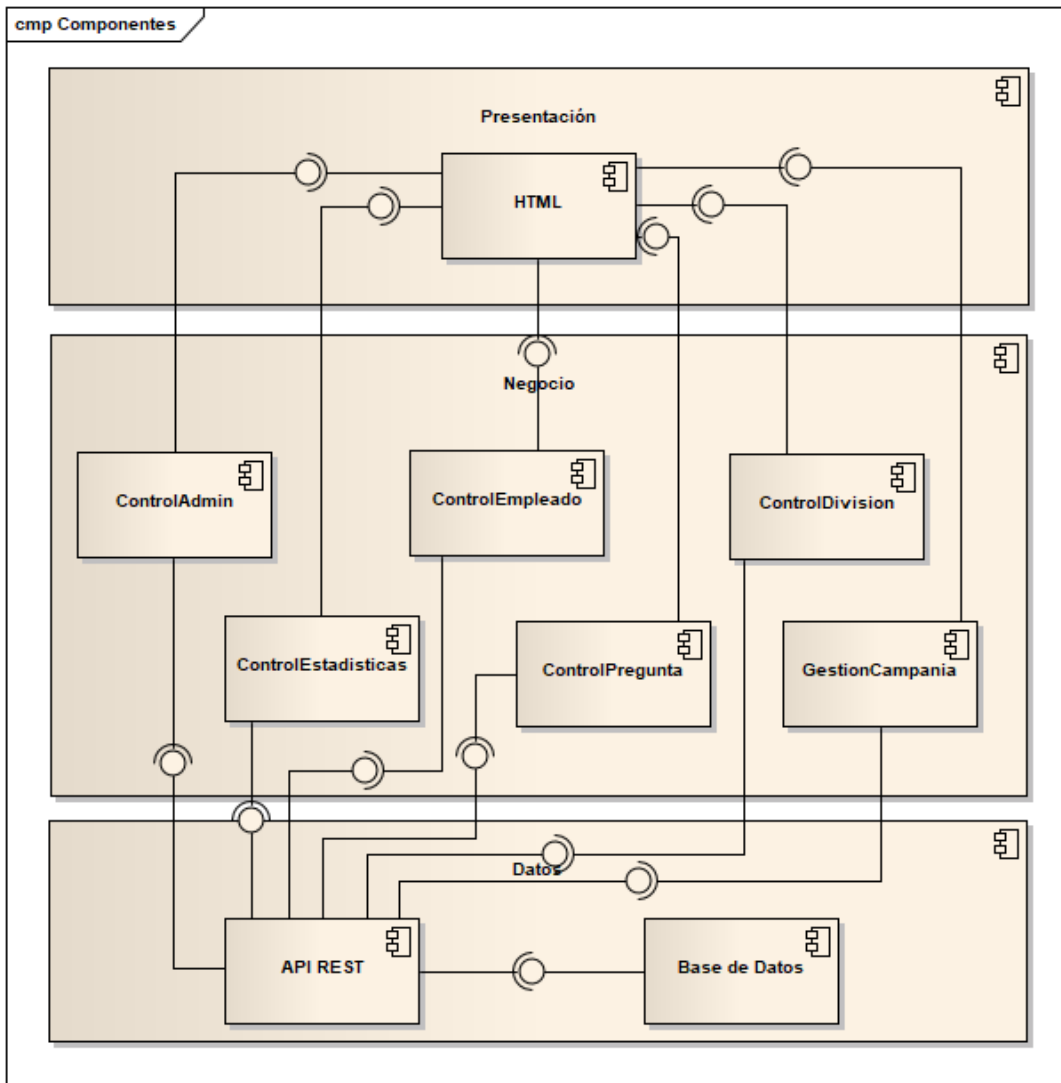 cmp Componentes
Presentación
HTML
Negocio
ControlAdmin
ControlEmpleado
ControlDivision
ControlEstadisticas
ControlPregunta
GestionCampania
Datos
API REST
Base de Datos